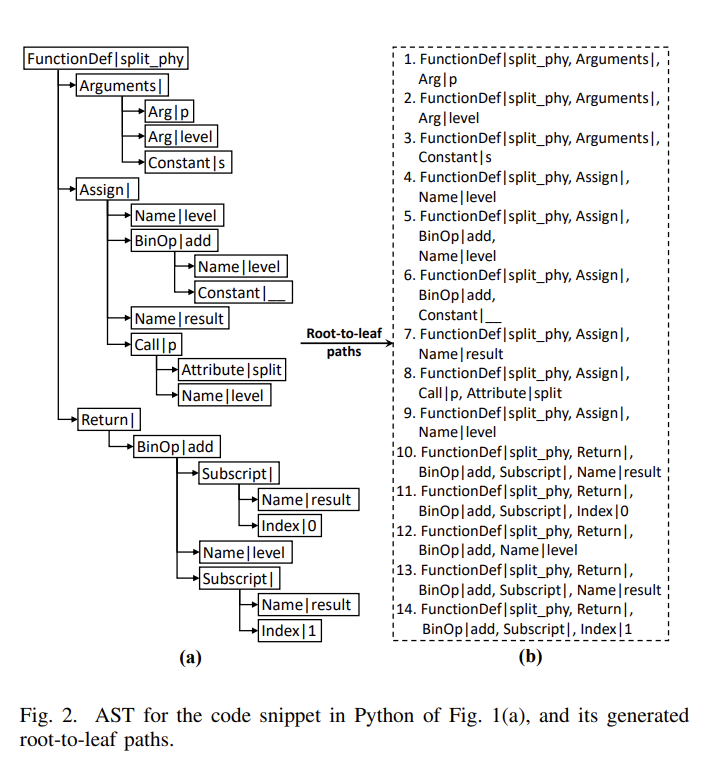 FunctionDef|split_phy
Arguments|
Arg|p
Arg|level
Constant|s
Assign|
Name|level
BinOp|add
Name|level
Constant|__
Name|result
Call|p
Attribute|split
Name|level
Return|
BinOp|add
Subscript|
Name|result
Index|0
Name|level
Subscript|
Name|result
Index|1
(a)
Root-to-leaf
paths
1. FunctionDef|split_phy, Arguments|,
Arg|p
2. FunctionDef|split_phy, Arguments|,
Arg|level
3. FunctionDef|split_phy, Arguments|,
Constant|s
4. FunctionDef|split_phy, Assign|,
Name|level
5. FunctionDef|split_phy, Assign|,
BinOp|add,
Name|level
6. FunctionDef|split_phy, Assign|,
BinOp|add,
Constant|__
7. FunctionDef|split_phy, Assign|,
Name|result
8. FunctionDef|split_phy, Assign|,
Call|p, Attribute|split
9. FunctionDef|split_phy, Assign|,
Name|level
10. FunctionDef|split_phy, Return|,
BinOp|add, Subscript|, Name|result
11. FunctionDef|split_phy, Return|,
BinOp|add, Subscript|, Index|0
12. FunctionDef|split_phy, Return|,
BinOp|add, Name|level
13. FunctionDef|split_phy, Return|,
BinOp|add, Subscript|, Name|result
14. FunctionDef|split_phy, Return|,
BinOp|add, Subscript|, Index|1
(b)
Fig. 2. AST for the code snippet in Python of Fig. 1(a), and its generated
root-to-leaf paths.